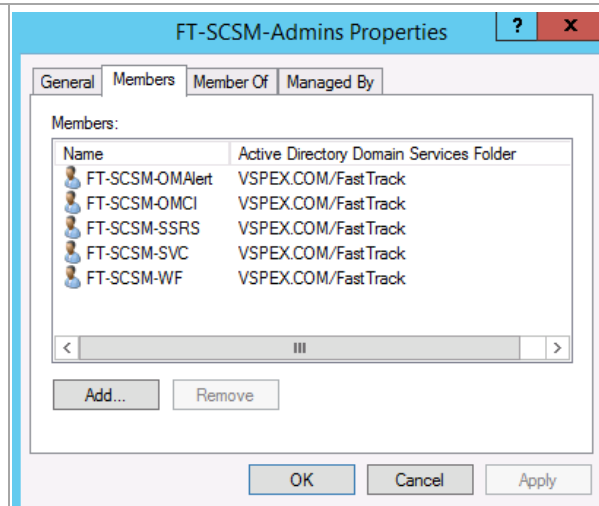 FT-SCSM-Admins Properties
? x
General Members Member Of Managed By
Members:
Name Active Directory Domain Services Folder
FT-SCSM-OMAlert VSPEX.COM/FastTrack
FT-SCSM-OMCI VSPEX.COM/FastTrack
FT-SCSM-SSRS VSPEX.COM/FastTrack
FT-SCSM-SVC VSPEX.COM/FastTrack
FT-SCSM-WF VSPEX.COM/FastTrack
Add... Remove
OK Cancel Apply